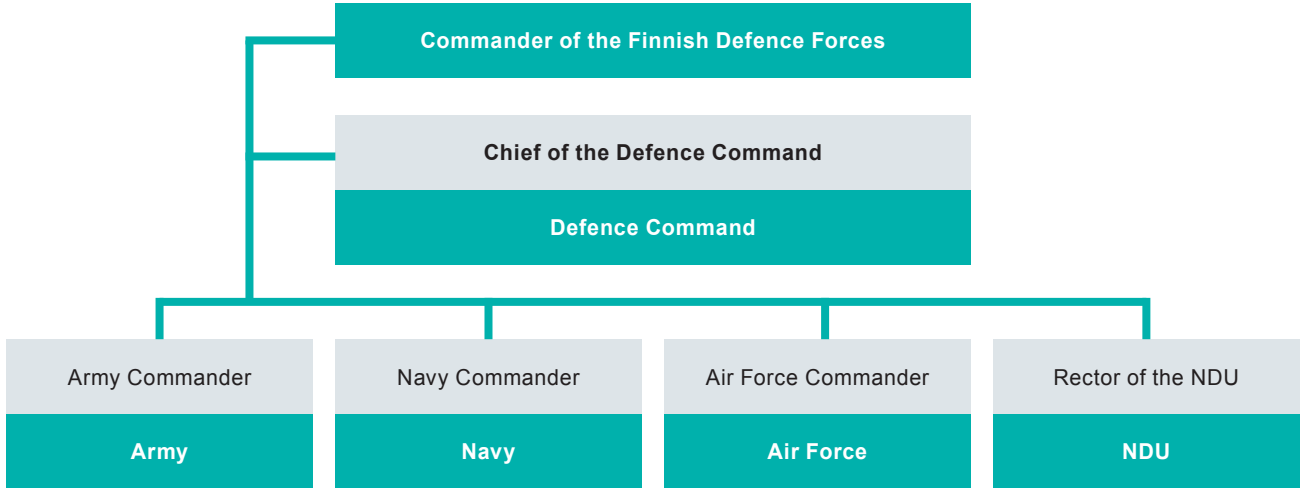 Commander of the Finnish Defence Forces
Chief of the Defence Command
Defence Command
Army Commander
Army
Navy Commander
Navy
Air Force Commander
Air Force
Rector of the NDU
NDU